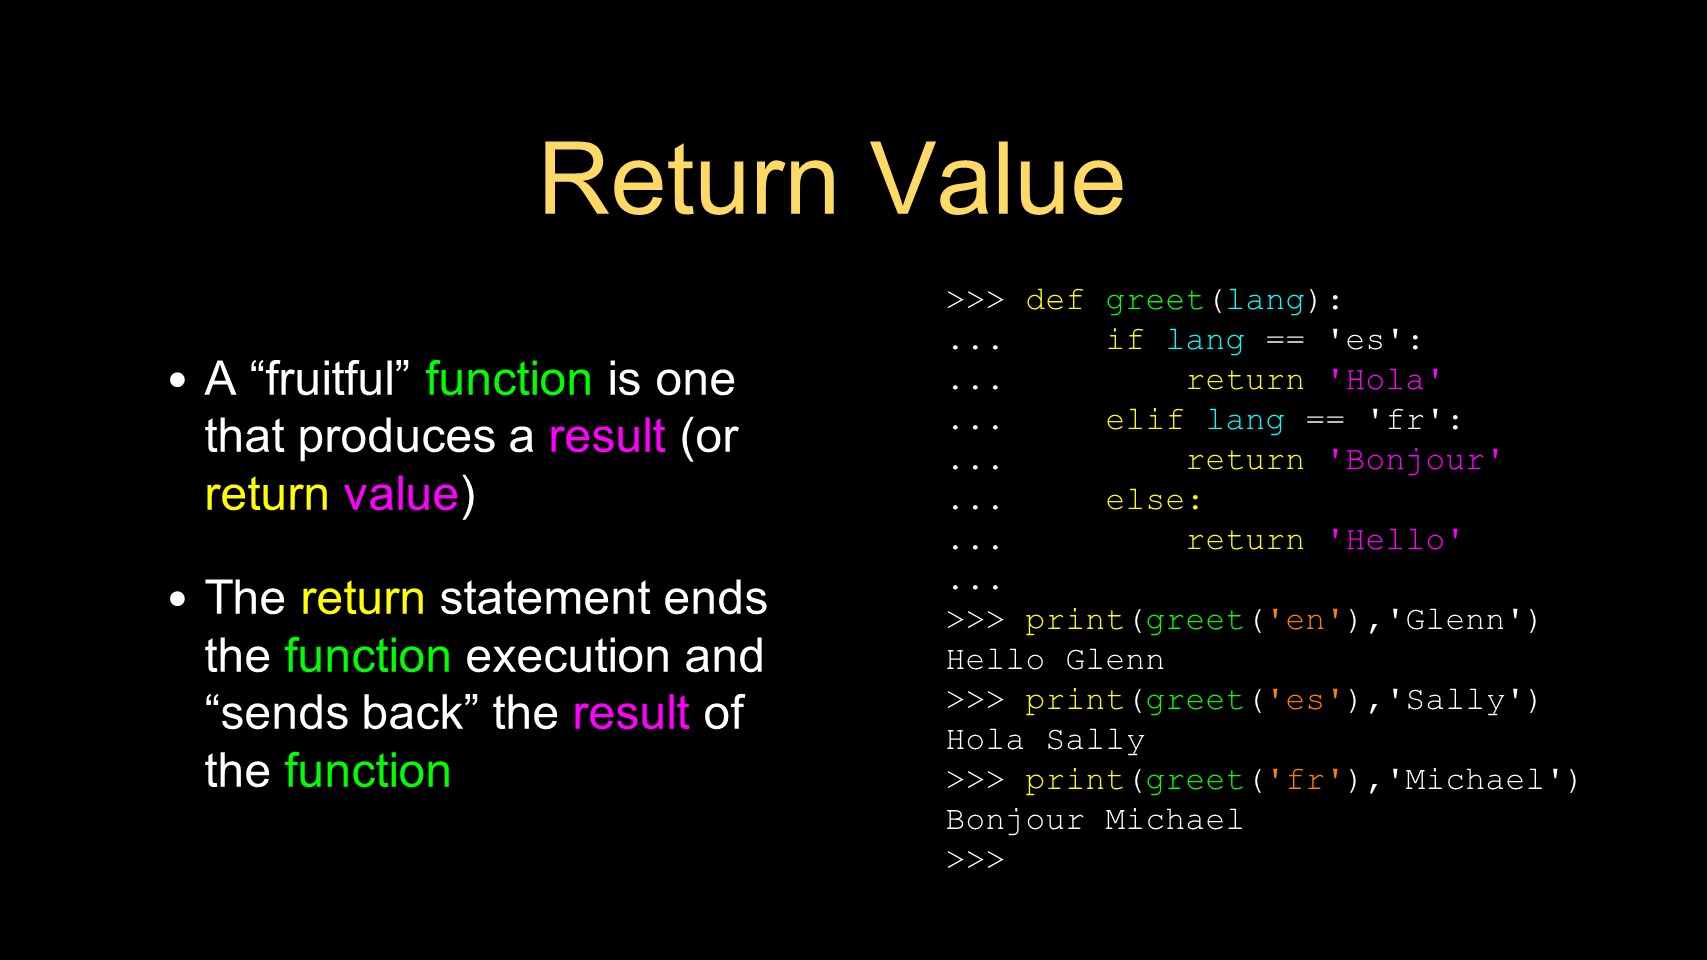 Return Value
• A “fruitful” function is one
that produces a result (or
return value)
• The return statement ends
the function execution and
“sends back” the result of
the function
>>> def greet(lang):
...     if lang == 'es':
...         return 'Hola'
...     elif lang == 'fr':
...         return 'Bonjour'
...     else:
...         return 'Hello'
...
>>> print(greet('en'),'Glenn')
Hello Glenn
>>> print(greet('es'),'Sally')
Hola Sally
>>> print(greet('fr'),'Michael')
Bonjour Michael
>>>